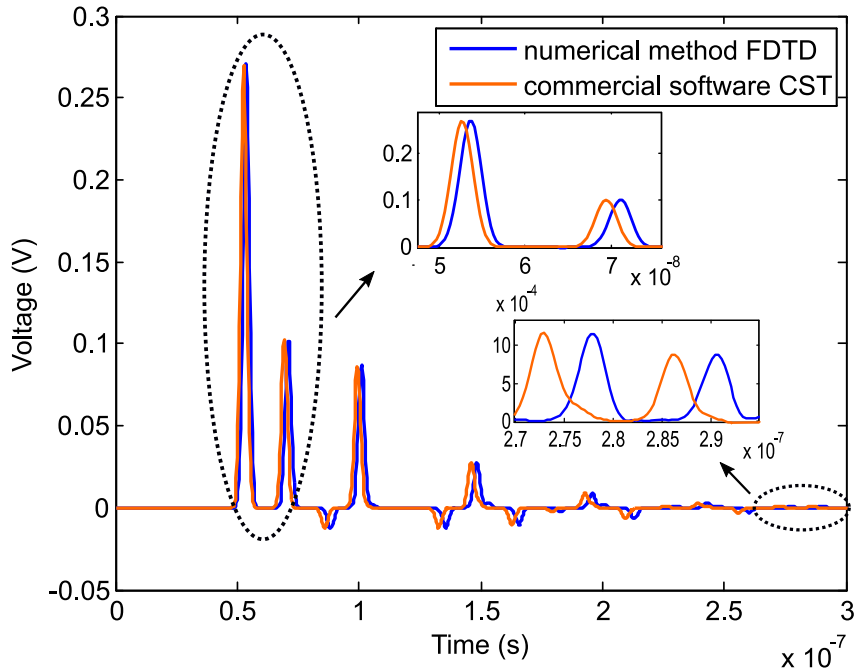 0.3
0.25
0.2
0.15
0.1
0.05
0
-0.05
Voltage (V)
numerical method FDTD
commercial software CST
0.2
0.1
0
5 6 7 x 10⁻⁸
x 10⁻⁴
10
5
0
2.7 2.75 2.8 2.85 2.9 x 10⁻⁷
0 0.5 1 1.5 2 2.5 3
Time (s)
x 10⁻⁷